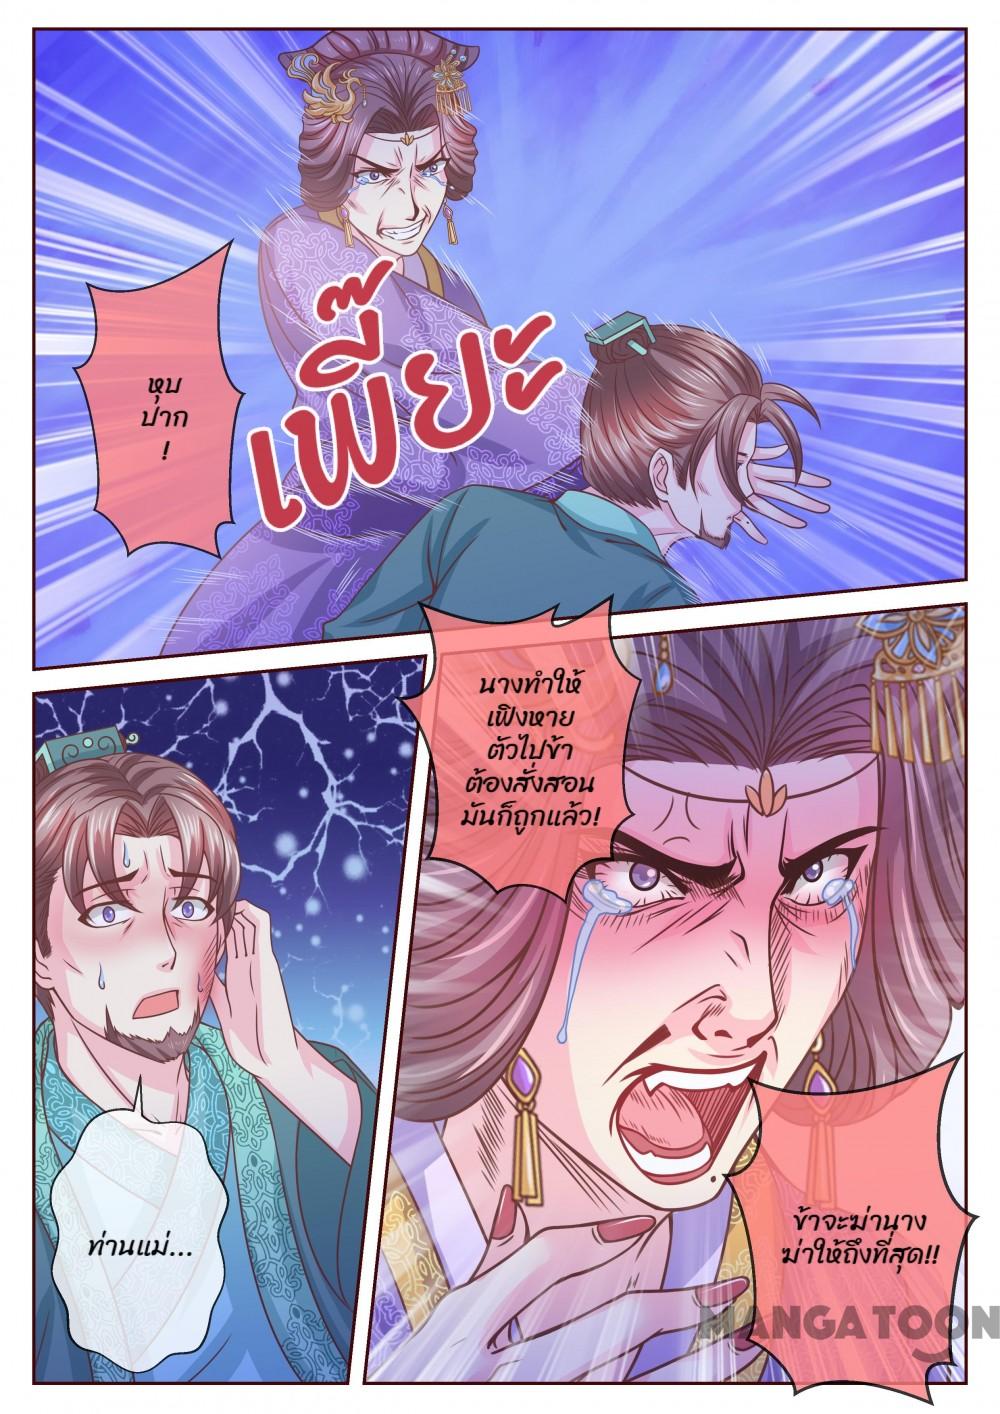 หุบ
ปาก
!
เพี๊ยะ
นางทำให้
เฟิงหาย
ตัวไปข้า
ต้องสั่งสอน
มันก็ถูกแล้ว!
ท่านแม่...
ข้าจะฆ่านาง
ฆ่าให้ถึงที่สุด!!
MANGATOON